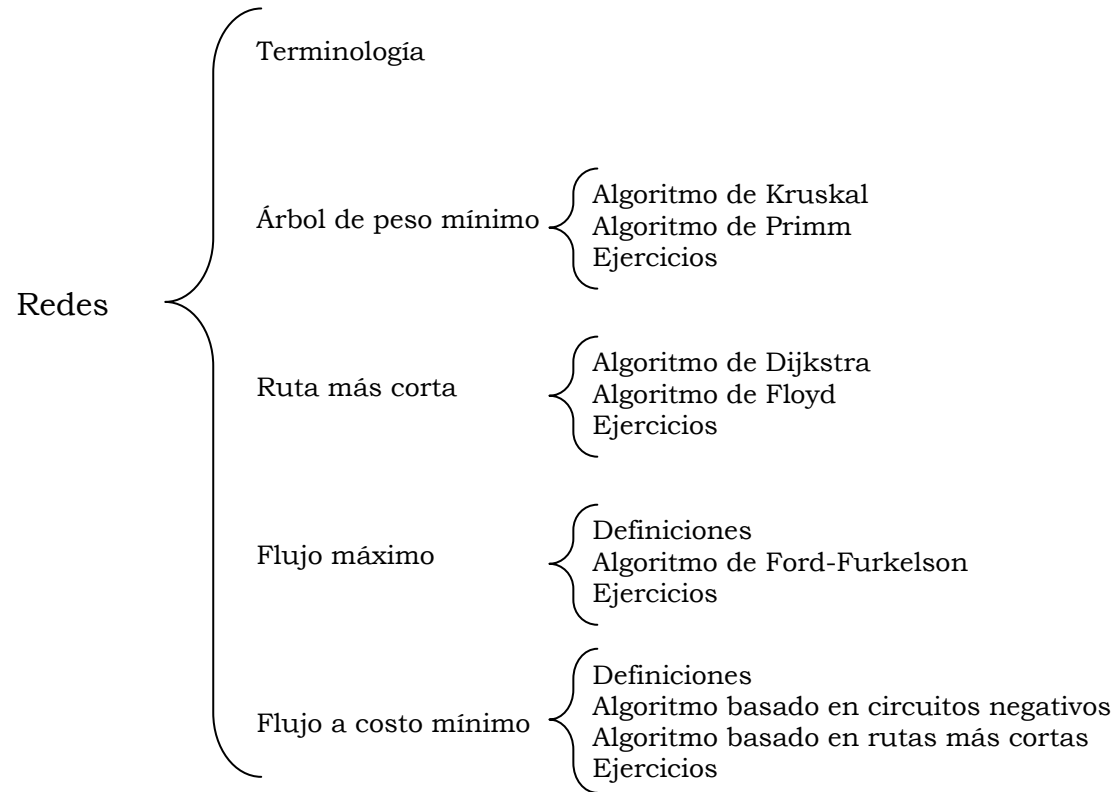 Redes
Terminología
Árbol de peso mínimo
Algoritmo de Kruskal
Algoritmo de Primm
Ejercicios
Ruta más corta
Algoritmo de Dijkstra
Algoritmo de Floyd
Ejercicios
Flujo máximo
Definiciones
Algoritmo de Ford-Furkelson
Ejercicios
Flujo a costo mínimo
Definiciones
Algoritmo basado en circuitos negativos
Algoritmo basado en rutas más cortas
Ejercicios